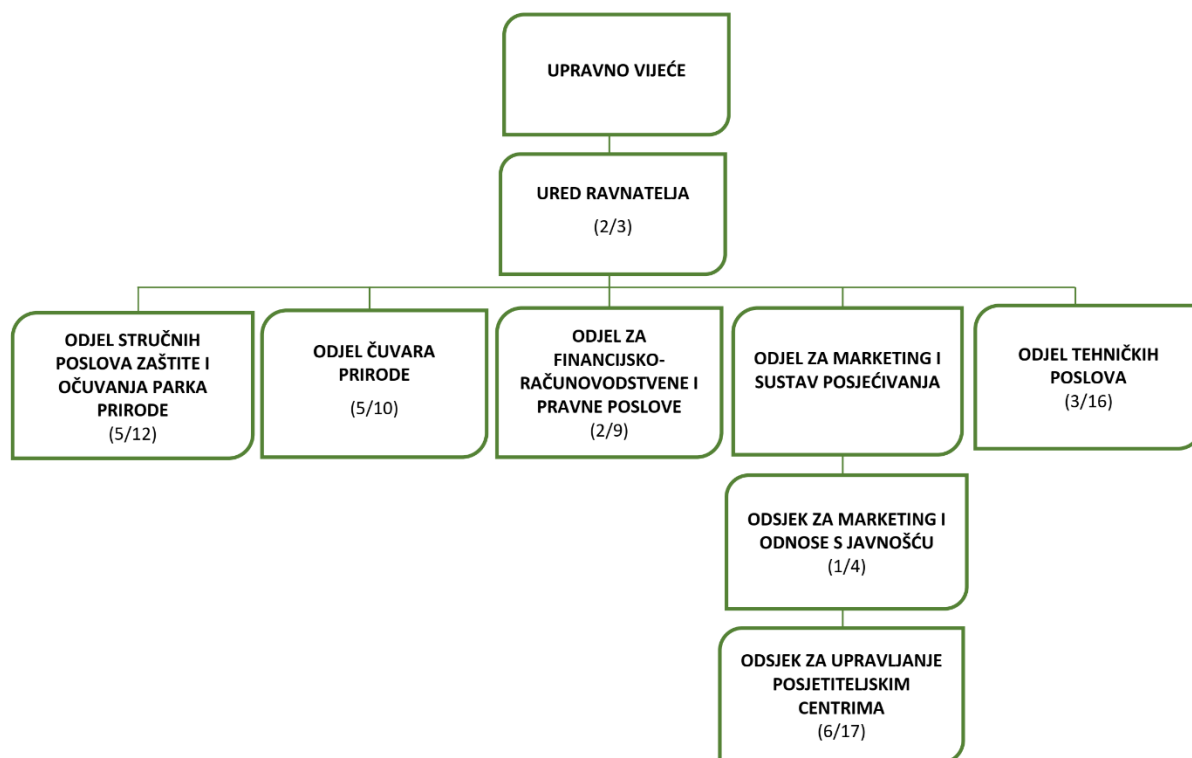 UPRAVNO VIJEĆE
URED RAVNATELJA
(2/3)
ODJEL STRUČNIH
POSLOVA ZAŠTITE I
OČUVANJA PARKA
PRIRODE
(5/12)
ODJEL ČUVARA
PRIRODE
(5/10)
ODJEL ZA
FINANCIJSKO-
RAČUNOVODSTVENE I
PRAVNE POSLOVE
(2/9)
ODJEL ZA MARKETING I
SUSTAV POSJEĆIVANJA
ODJEL TEHNIČKIH
POSLOVA
(3/16)
ODSJEK ZA MARKETING I
ODNOSE S JAVNOŠĆU
(1/4)
ODSJEK ZA UPRAVLJANJE
POSJETITELJSKIM
CENTRIMA
(6/17)